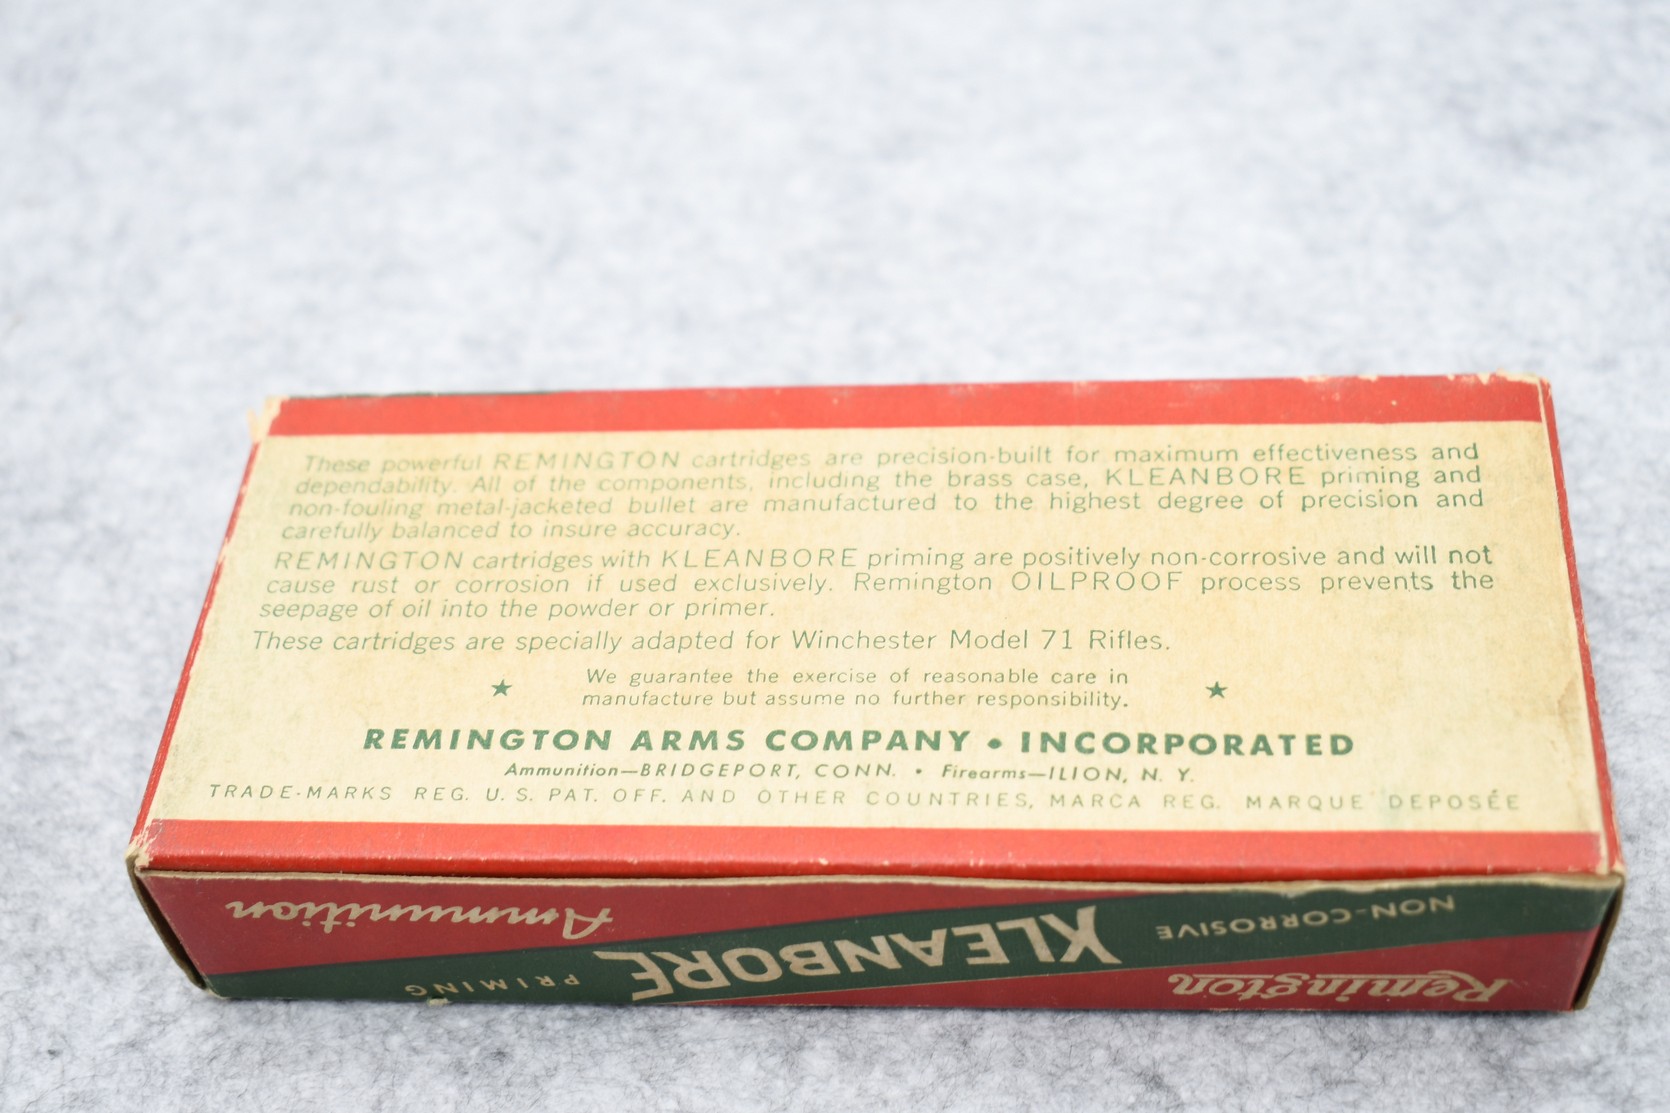 These powerful REMINGTON cartridges are precision-built for maximum effectiveness and
dependability. All of the components, including the brass case, KLEANBORE priming and
non-fouling metal-jacketed bullet are manufactured to the highest degree of precision and
carefully balanced to insure accuracy.
REMINGTON cartridges with KLEANBORE priming are positively non-corrosive and will not
cause rust or corrosion if used exclusively. Remington OILPROOF process prevents the
seepage of oil into the powder or primer.
These cartridges are specially adapted for Winchester Model 71 Rifles.
We guarantee the exercise of reasonable care in
manufacture but assume no further responsibility.
REMINGTON ARMS COMPANY • INCORPORATED
Ammunition—BRIDGEPORT, CONN. • Firearms—ILION, N. Y.
TRADE-MARKS REG. U. S. PAT. OFF. AND OTHER COUNTRIES, MARCA REG. MARQUE DEPOSÉE
Remington
NON-CORROSIVE KLEANBORE PRIMING
Ammunition